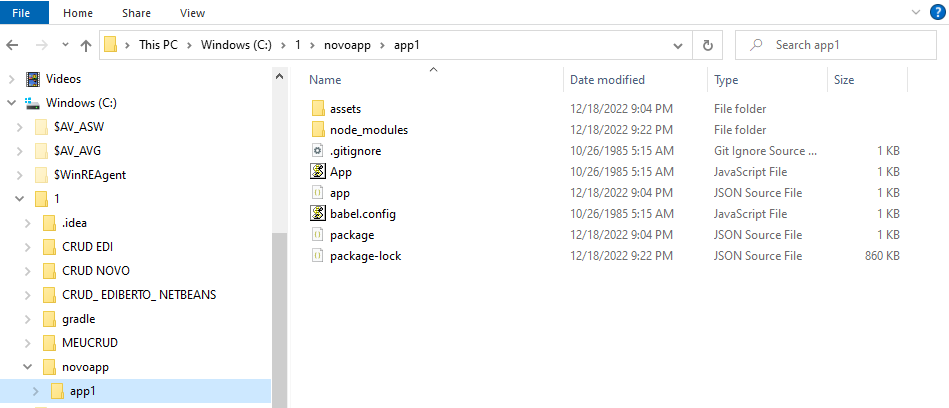 File Home Share View
This PC Windows (C:) 1 novoapp app1 Search app1
Name Date modified Type Size
Videos
Windows (C:)
$AV_ASW
$AV_AVG
$WinREAgent
1
.idea
CRUD EDI
CRUD NOVO
CRUD_ EDIBERTO_ NETBEANS
gradle
MEUCRUD
novoapp
app1
assets 12/18/2022 9:04 PM File folder
node_modules 12/18/2022 9:22 PM File folder
.gitignore 10/26/1985 5:15 AM Git Ignore Source ... 1 KB
App 10/26/1985 5:15 AM JavaScript File 1 KB
app 12/18/2022 9:04 PM JSON Source File 1 KB
babel.config 10/26/1985 5:15 AM JavaScript File 1 KB
package 12/18/2022 9:04 PM JSON Source File 1 KB
package-lock 12/18/2022 9:22 PM JSON Source File 860 KB